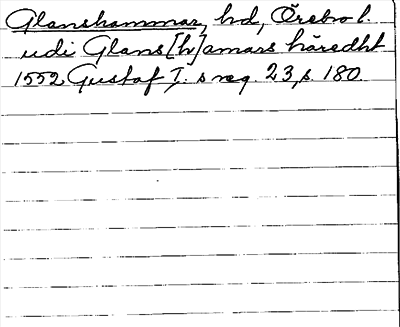 Glanshammar, hd, Örebro l.
udi Glans[h]amars häredht
1552 Gustaf I. s reg. 23, s. 180.